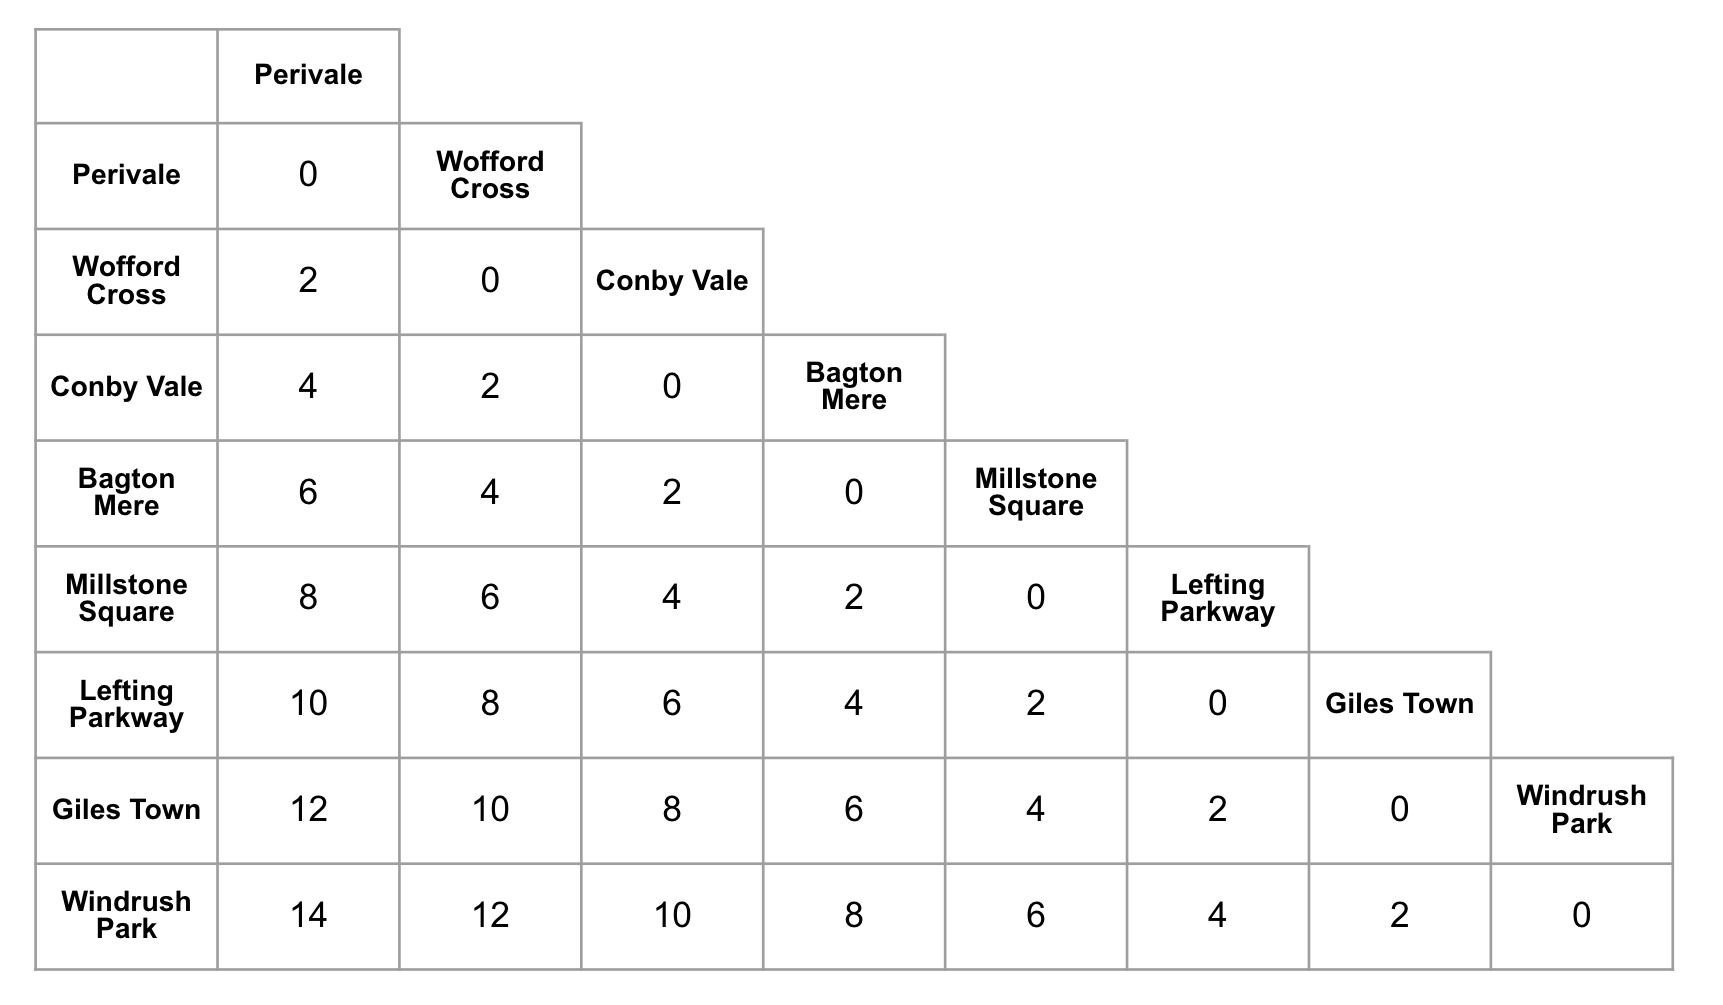 Perivale
Perivale 0 Wofford Cross
Wofford Cross 2 0 Conby Vale
Conby Vale 4 2 0 Bagton Mere
Bagton Mere 6 4 2 0 Millstone Square
Millstone Square 8 6 4 2 0 Lefting Parkway
Lefting Parkway 10 8 6 4 2 0 Giles Town
Giles Town 12 10 8 6 4 2 0 Windrush Park
Windrush Park 14 12 10 8 6 4 2 0